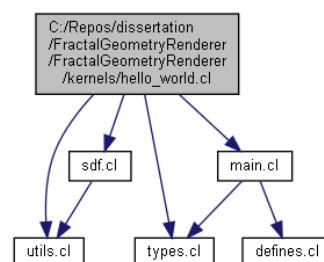 C:/Repos/dissertation
/FractalGeometryRenderer
/FractalGeometryRenderer
/kernels/hello_world.cl
sdf.cl
main.cl
utils.cl
types.cl
defines.cl